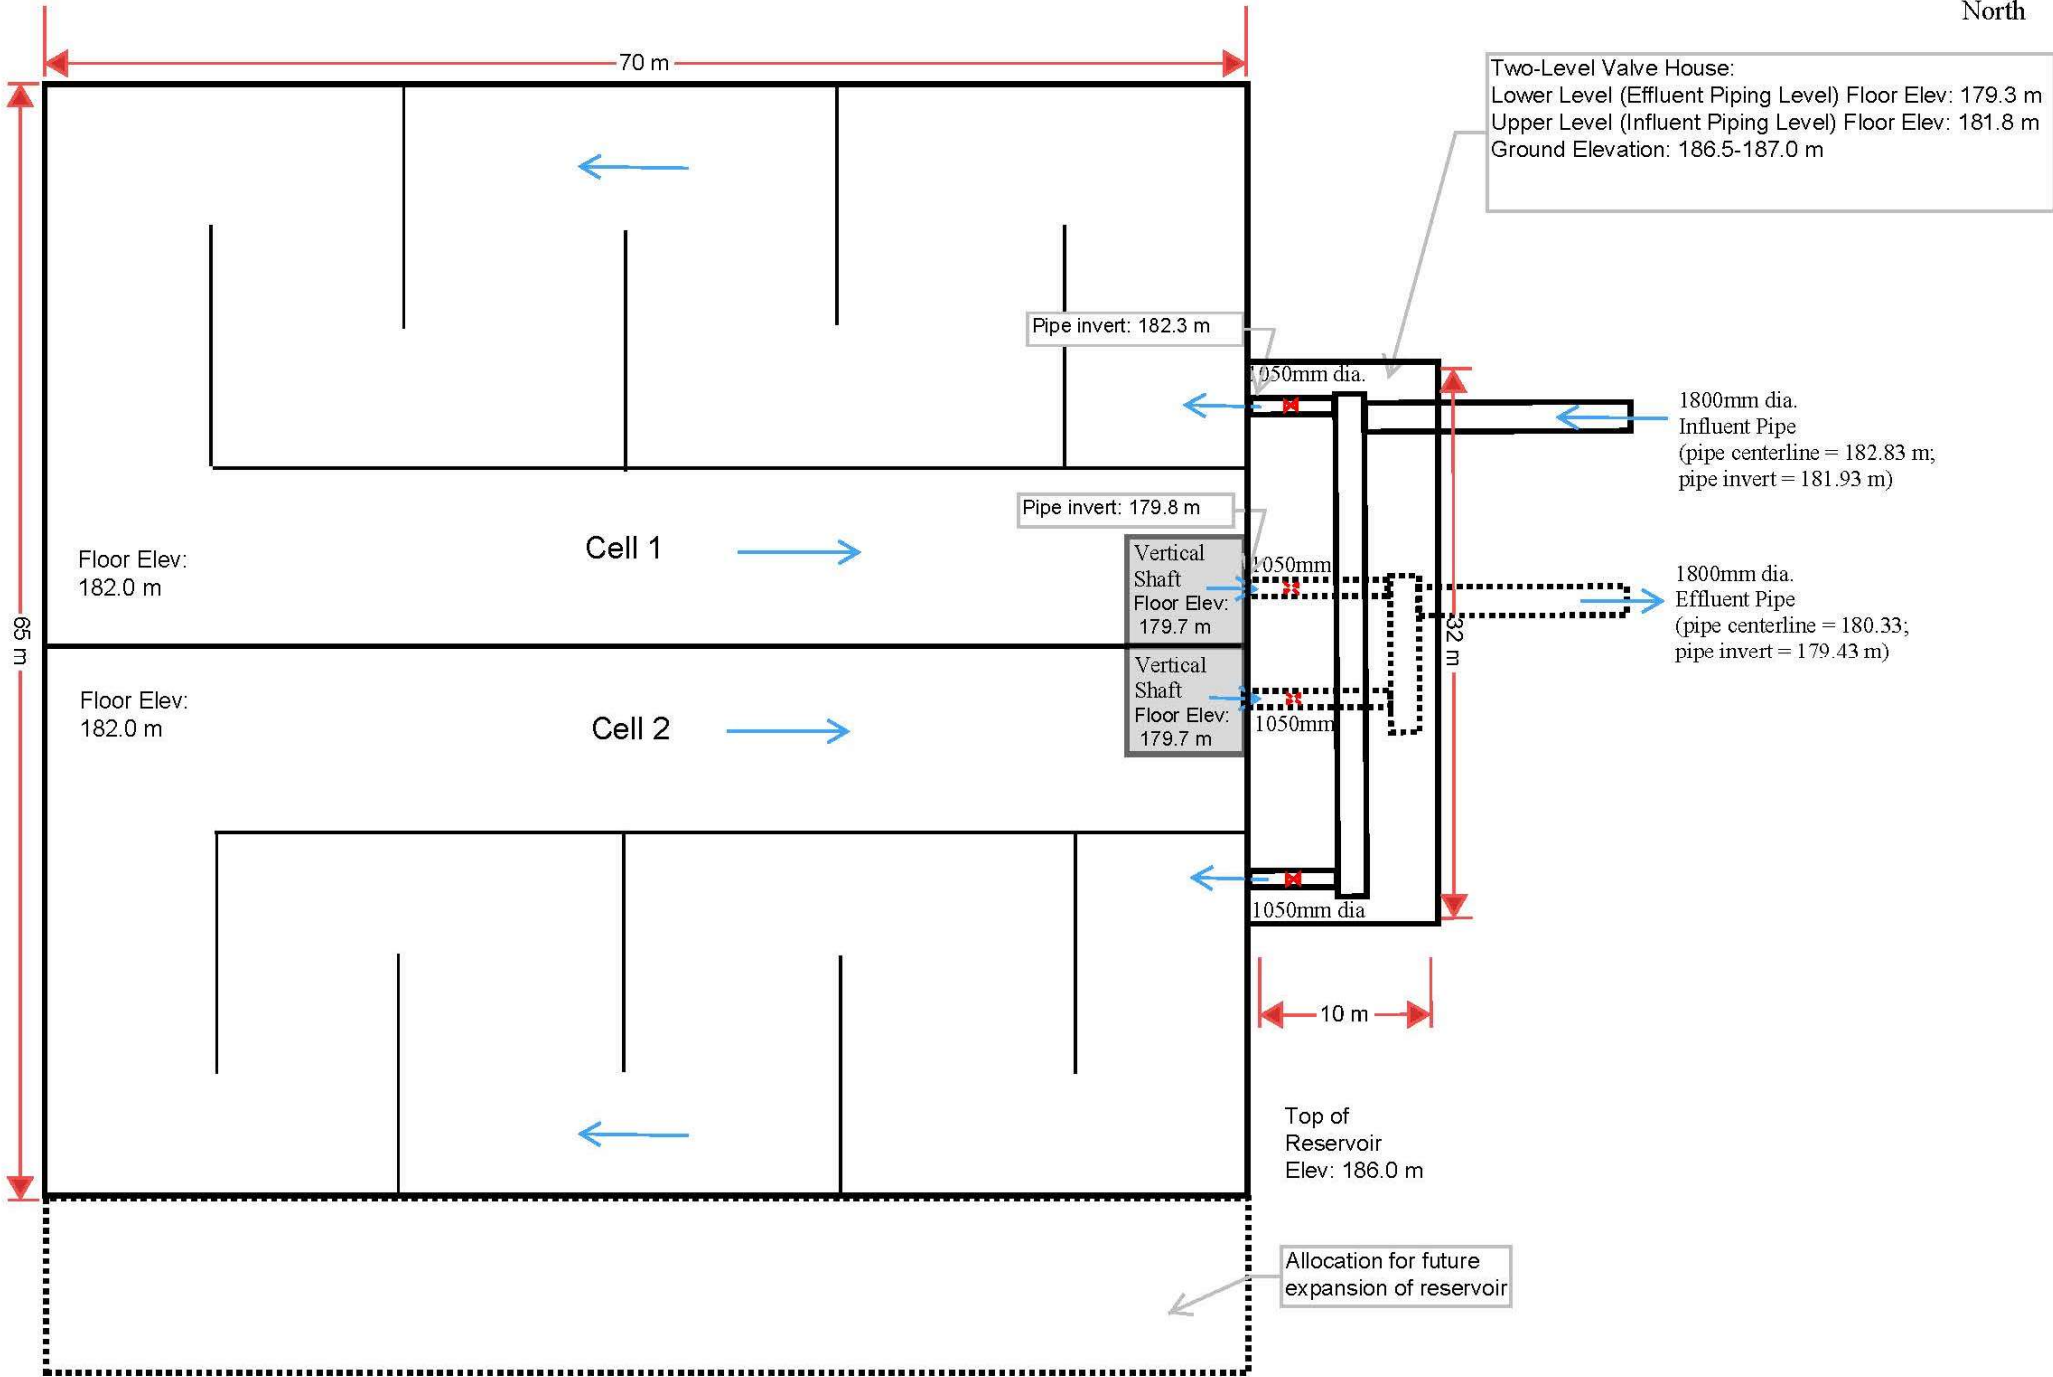 North
70 m
Two-Level Valve House:
Lower Level (Effluent Piping Level) Floor Elev: 179.3 m
Upper Level (Influent Piping Level) Floor Elev: 181.8 m
Ground Elevation: 186.5-187.0 m
Pipe invert: 182.3 m
1050mm dia.
1800mm dia.
Influent Pipe
(pipe centerline = 182.83 m;
pipe invert = 181.93 m)
Pipe invert: 179.8 m
Cell 1
Floor Elev:
182.0 m
Vertical
Shaft
Floor Elev:
179.7 m
1050mm
1800mm dia.
Effluent Pipe
(pipe centerline = 180.33;
pipe invert = 179.43 m)
65 m
32 m
Vertical
Shaft
Floor Elev:
179.7 m
1050mm
Floor Elev:
182.0 m
Cell 2
1050mm dia
10 m
Top of
Reservoir
Elev: 186.0 m
Allocation for future
expansion of reservoir